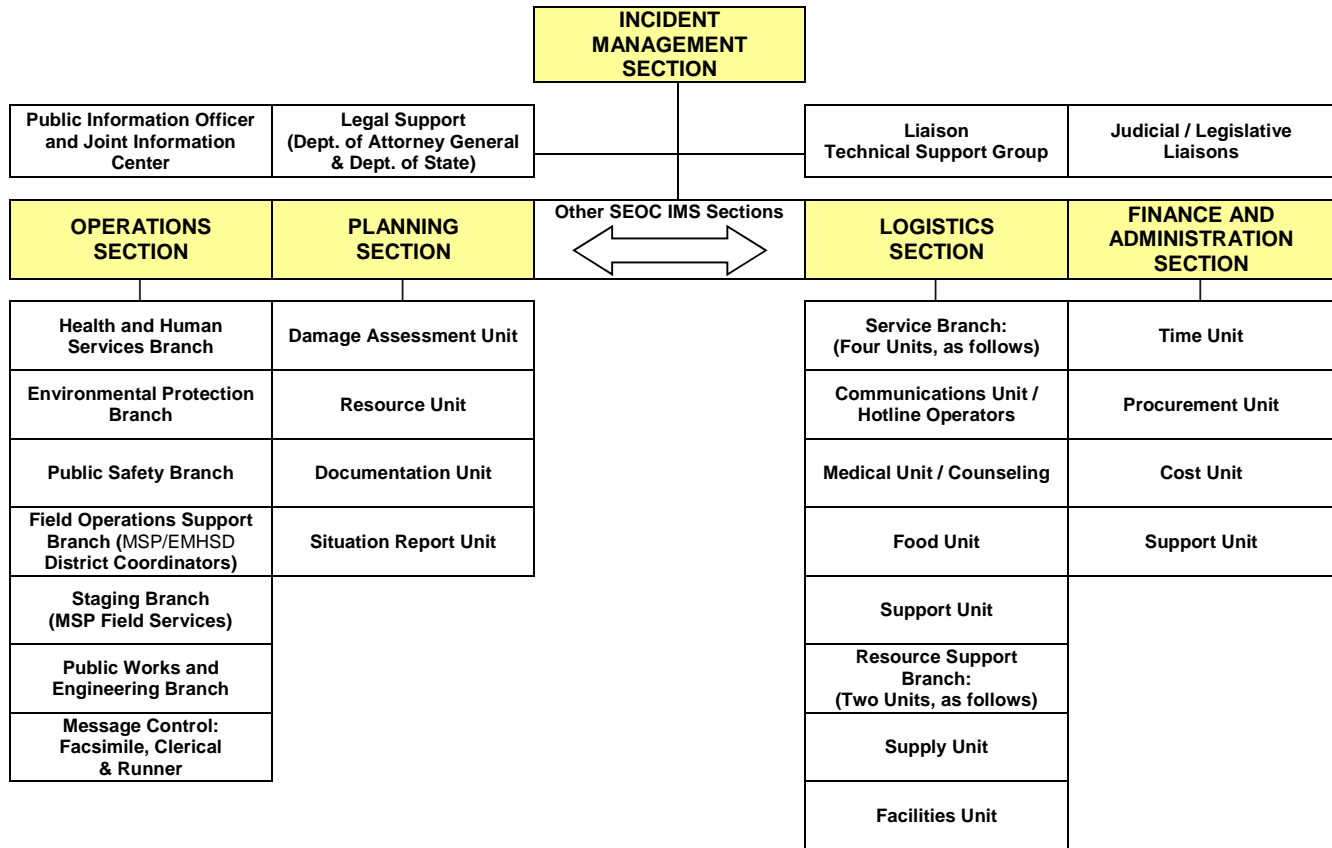 INCIDENT
MANAGEMENT
SECTION
Public Information Officer
and Joint Information
Center
Legal Support
(Dept. of Attorney General
& Dept. of State)
Liaison
Technical Support Group
Judicial / Legislative
Liaisons
OPERATIONS
SECTION
PLANNING
SECTION
Other SEOC IMS Sections
LOGISTICS
SECTION
FINANCE AND
ADMINISTRATION
SECTION
Health and Human
Services Branch
Damage Assessment Unit
Service Branch:
(Four Units, as follows)
Time Unit
Environmental Protection
Branch
Resource Unit
Communications Unit /
Hotline Operators
Procurement Unit
Public Safety Branch
Documentation Unit
Medical Unit / Counseling
Cost Unit
Field Operations Support
Branch (MSP/EMHSD
District Coordinators)
Situation Report Unit
Food Unit
Support Unit
Staging Branch
(MSP Field Services)
Support Unit
Public Works and
Engineering Branch
Resource Support
Branch:
(Two Units, as follows)
Message Control:
Facsimile, Clerical
& Runner
Supply Unit
Facilities Unit